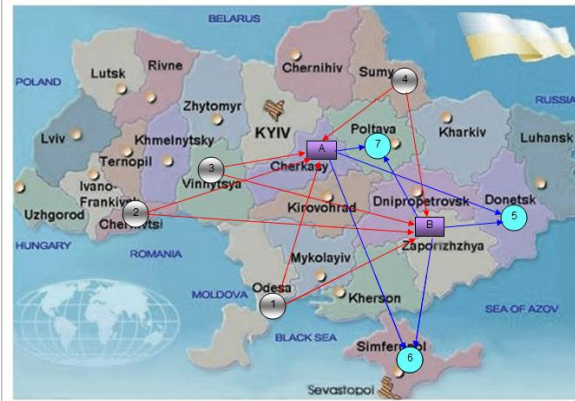 BELARUS
Chernihiv
Rivne
Lutsk
Sumy
4
POLAND
RUSSIA
Zhytomyr
KYIV
Poltava
Kharkiv
Lviv
Khmelnytsky
A
7
Luhansk
Ternopil
3
Cherkasy
Ivano-
Frankivsk
Vinnytsya
Dnipropetrovsk
Donetsk
Uzhgorod
2
Chernivtsi
Kirovohrad
5
B
HUNGARY
ROMANIA
Zaporizhzhya
Mykolayiv
Odesa
MOLDOVA
1
Kherson
SEA OF AZOV
BLACK SEA
Simferopol
6
Sevastopol